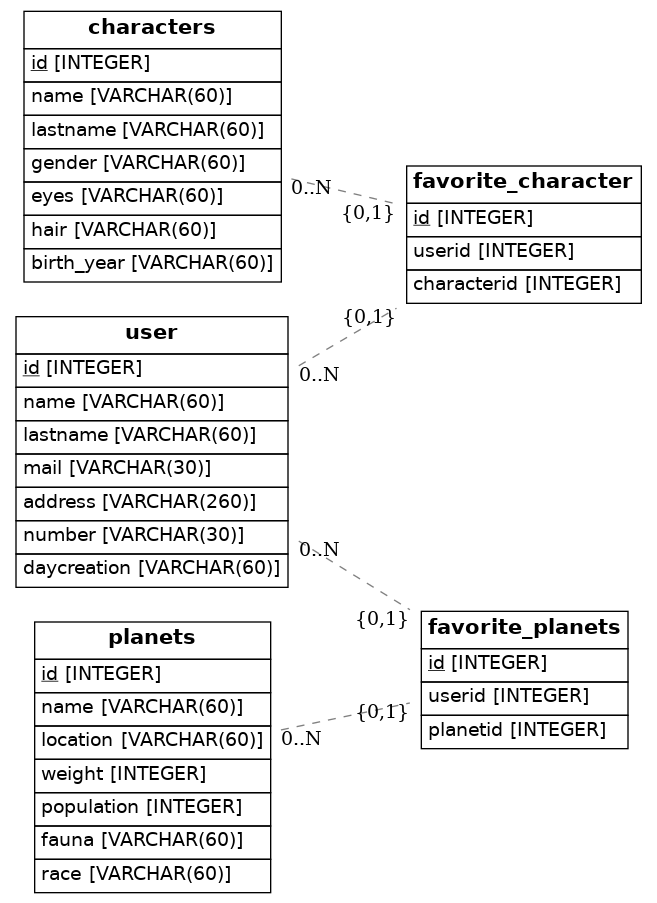 characters
id [INTEGER]
name [VARCHAR(60)]
lastname [VARCHAR(60)]
gender [VARCHAR(60)]
eyes [VARCHAR(60)]
hair [VARCHAR(60)]
birth_year [VARCHAR(60)]
0..N
{0,1}
favorite_character
id [INTEGER]
userid [INTEGER]
characterid [INTEGER]
{0,1}
0..N
user
id [INTEGER]
name [VARCHAR(60)]
lastname [VARCHAR(60)]
mail [VARCHAR(30)]
address [VARCHAR(260)]
number [VARCHAR(30)]
daycreation [VARCHAR(60)]
0..N
{0,1}
favorite_planets
id [INTEGER]
userid [INTEGER]
planetid [INTEGER]
{0,1}
0..N
planets
id [INTEGER]
name [VARCHAR(60)]
location [VARCHAR(60)]
weight [INTEGER]
population [INTEGER]
fauna [VARCHAR(60)]
race [VARCHAR(60)]